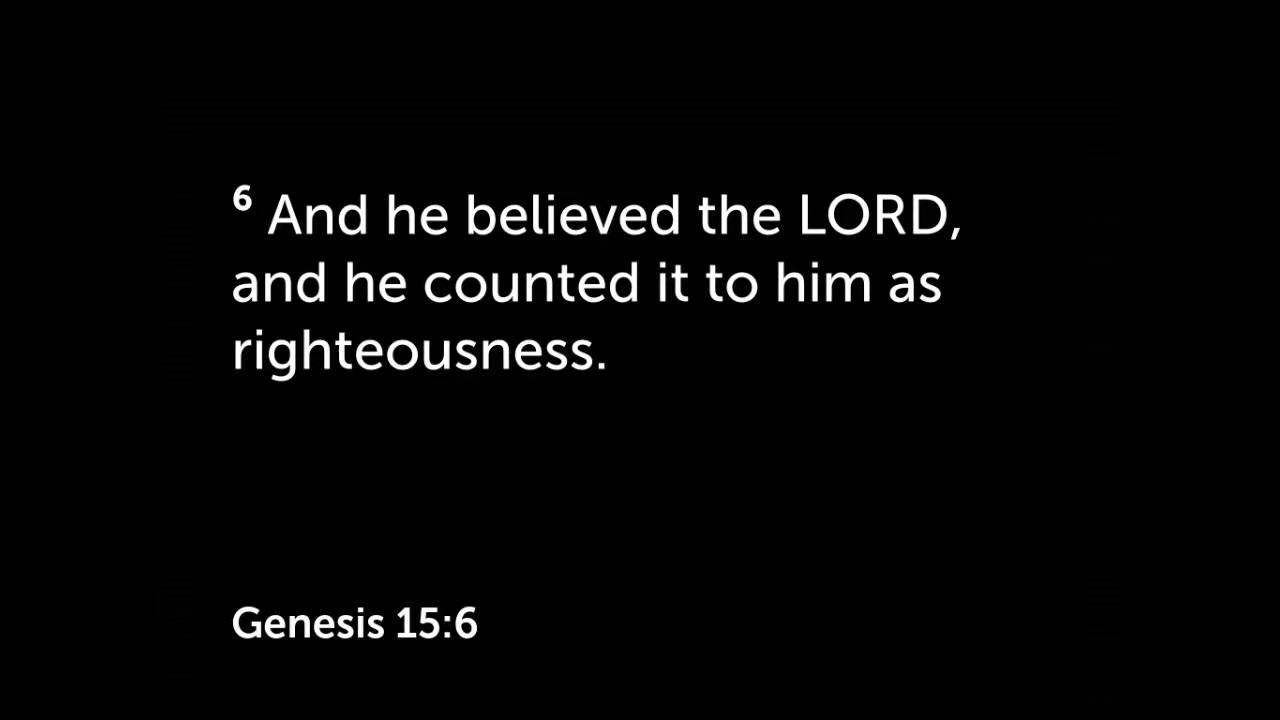 6 And he believed the LORD,
and he counted it to him as
righteousness.
Genesis 15:6